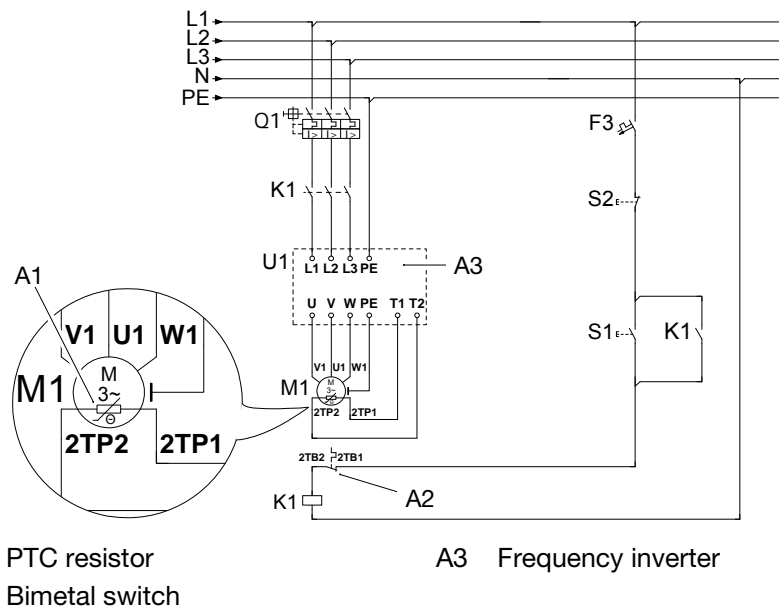 L1
L2
L3
N
PE
Q1
I> I> I>
F3
K1
S2
U1
L1 L2 L3 PE
A3
U V W PE T1 T2
A1
V1 U1 W1
M1
M
3~
Θ
2TP2 2TP1
V1 U1 W1
M1
M
3~
2TP2 2TP1
S1
K1
2TB2 2TB1
K1
A2
PTC resistor
A3 Frequency inverter
Bimetal switch